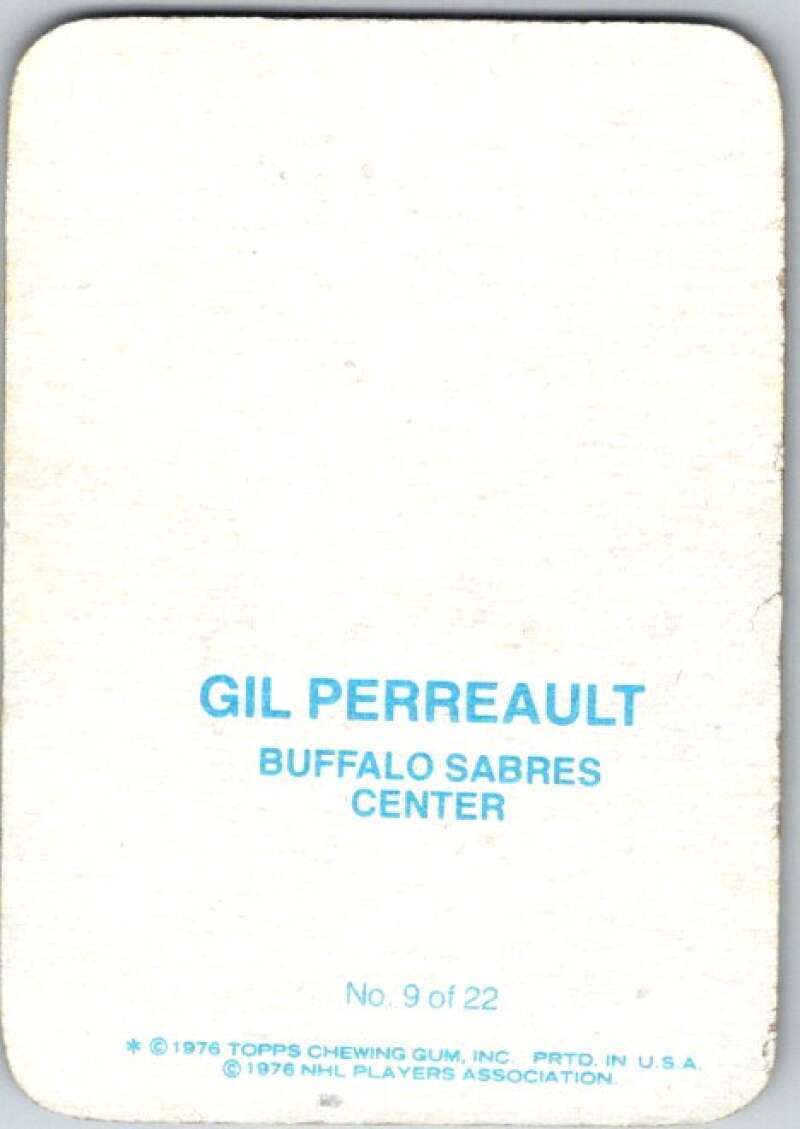 GIL PERREAULT
BUFFALO SABRES
CENTER
No. 9 of 22
* ©1976 TOPPS CHEWING GUM, INC. PRTD. IN U.S.A.
©1976 NHL PLAYERS ASSOCIATION.